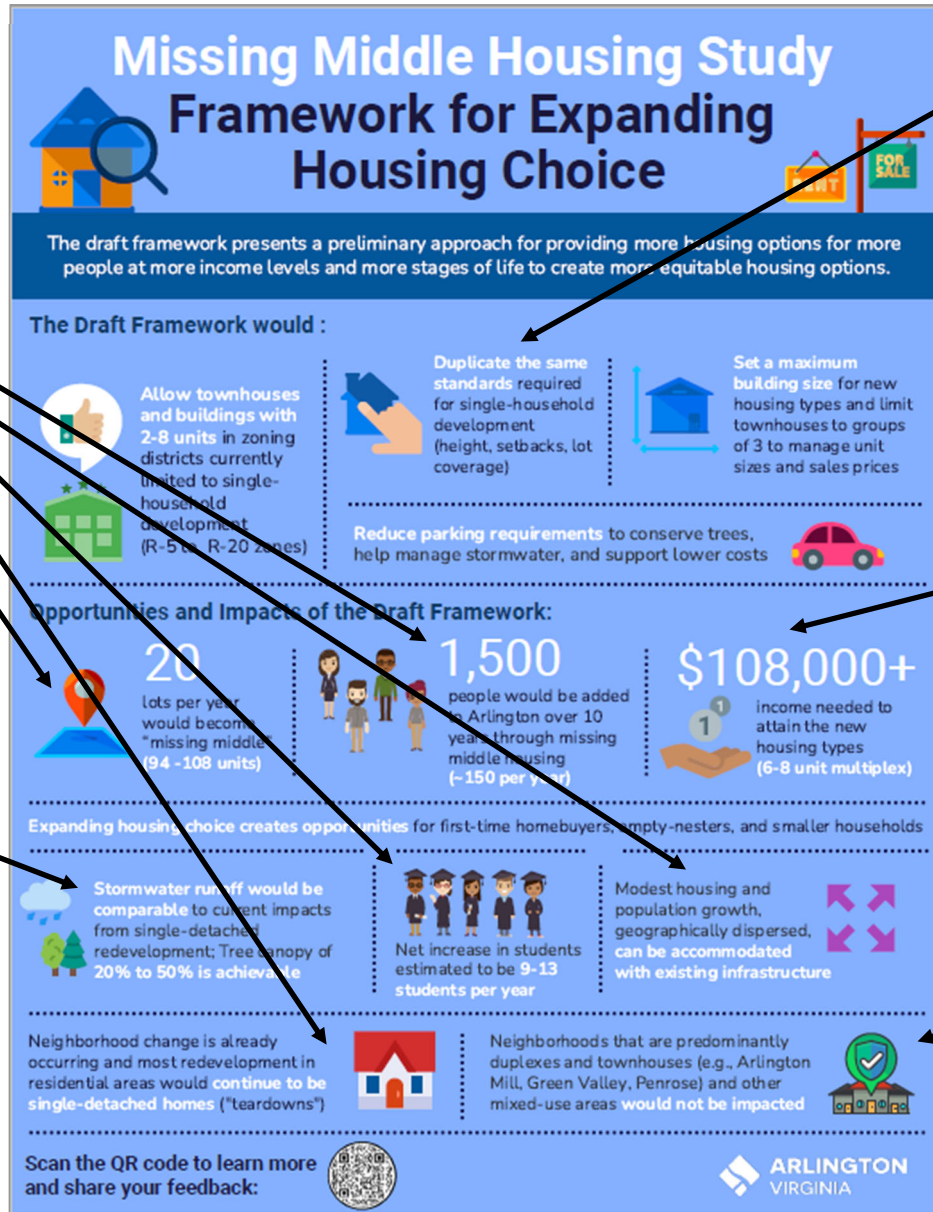 Missing Middle Housing Study
Framework for Expanding
Housing Choice
RENT
FOR
SALE
The draft framework presents a preliminary approach for providing more housing options for more
people at more income levels and more stages of life to create more equitable housing options.
The Draft Framework would :
Allow townhouses
and buildings with
2-8 units in zoning
districts currently
limited to single-
household
development
(R-5 to R-20 zones)
Duplicate the same
standards required
for single-household
development
(height, setbacks, lot
coverage)
Set a maximum
building size for new
housing types and limit
townhouses to groups
of 3 to manage unit
sizes and sales prices
Reduce parking requirements to conserve trees,
help manage stormwater, and support lower costs
Opportunities and Impacts of the Draft Framework:
20
lots per year
would become
"missing middle"
(94 -108 units)
1,500
people would be added
to Arlington over 10
years through missing
middle housing
(~150 per year)
$108,000+
1
1
income needed to
attain the new
housing types
(6-8 unit multiplex)
Expanding housing choice creates opportunities for first-time homebuyers, empty-nesters, and smaller households
Stormwater runoff would be
comparable to current impacts
from single-detached
redevelopment; Tree canopy of
20% to 50% is achievable
Net increase in students
estimated to be 9-13
students per year
Modest housing and
population growth,
geographically dispersed,
can be accommodated
with existing infrastructure
Neighborhood change is already
occurring and most redevelopment in
residential areas would continue to be
single-detached homes ("teardowns")
Neighborhoods that are predominantly
duplexes and townhouses (e.g., Arlington
Mill, Green Valley, Penrose) and other
mixed-use areas would not be impacted
Scan the QR code to learn more
and share your feedback:
ARLINGTON
VIRGINIA